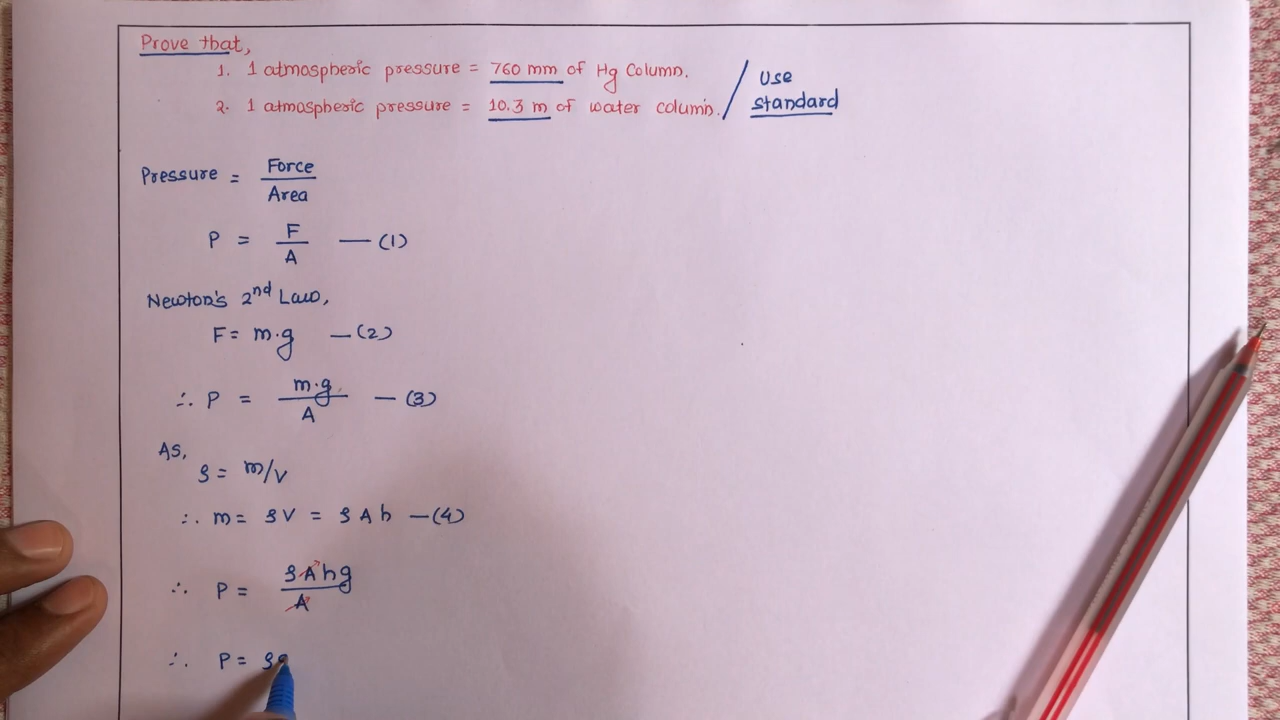 Prove that,
1. 1 atmospheric pressure = 760 mm of Hg Column.
2. 1 atmospheric pressure = 10.3 m of water column.
/ Use standard
Pressure = Force / Area
P = F / A — (1)
Newton's 2nd Law,
F = m·g — (2)
∴ P = m·g / A — (3)
As,
ρ = m/v
∴ m = ρV = ρAh — (4)
∴ P = ρAhg / A
∴ P = ρ